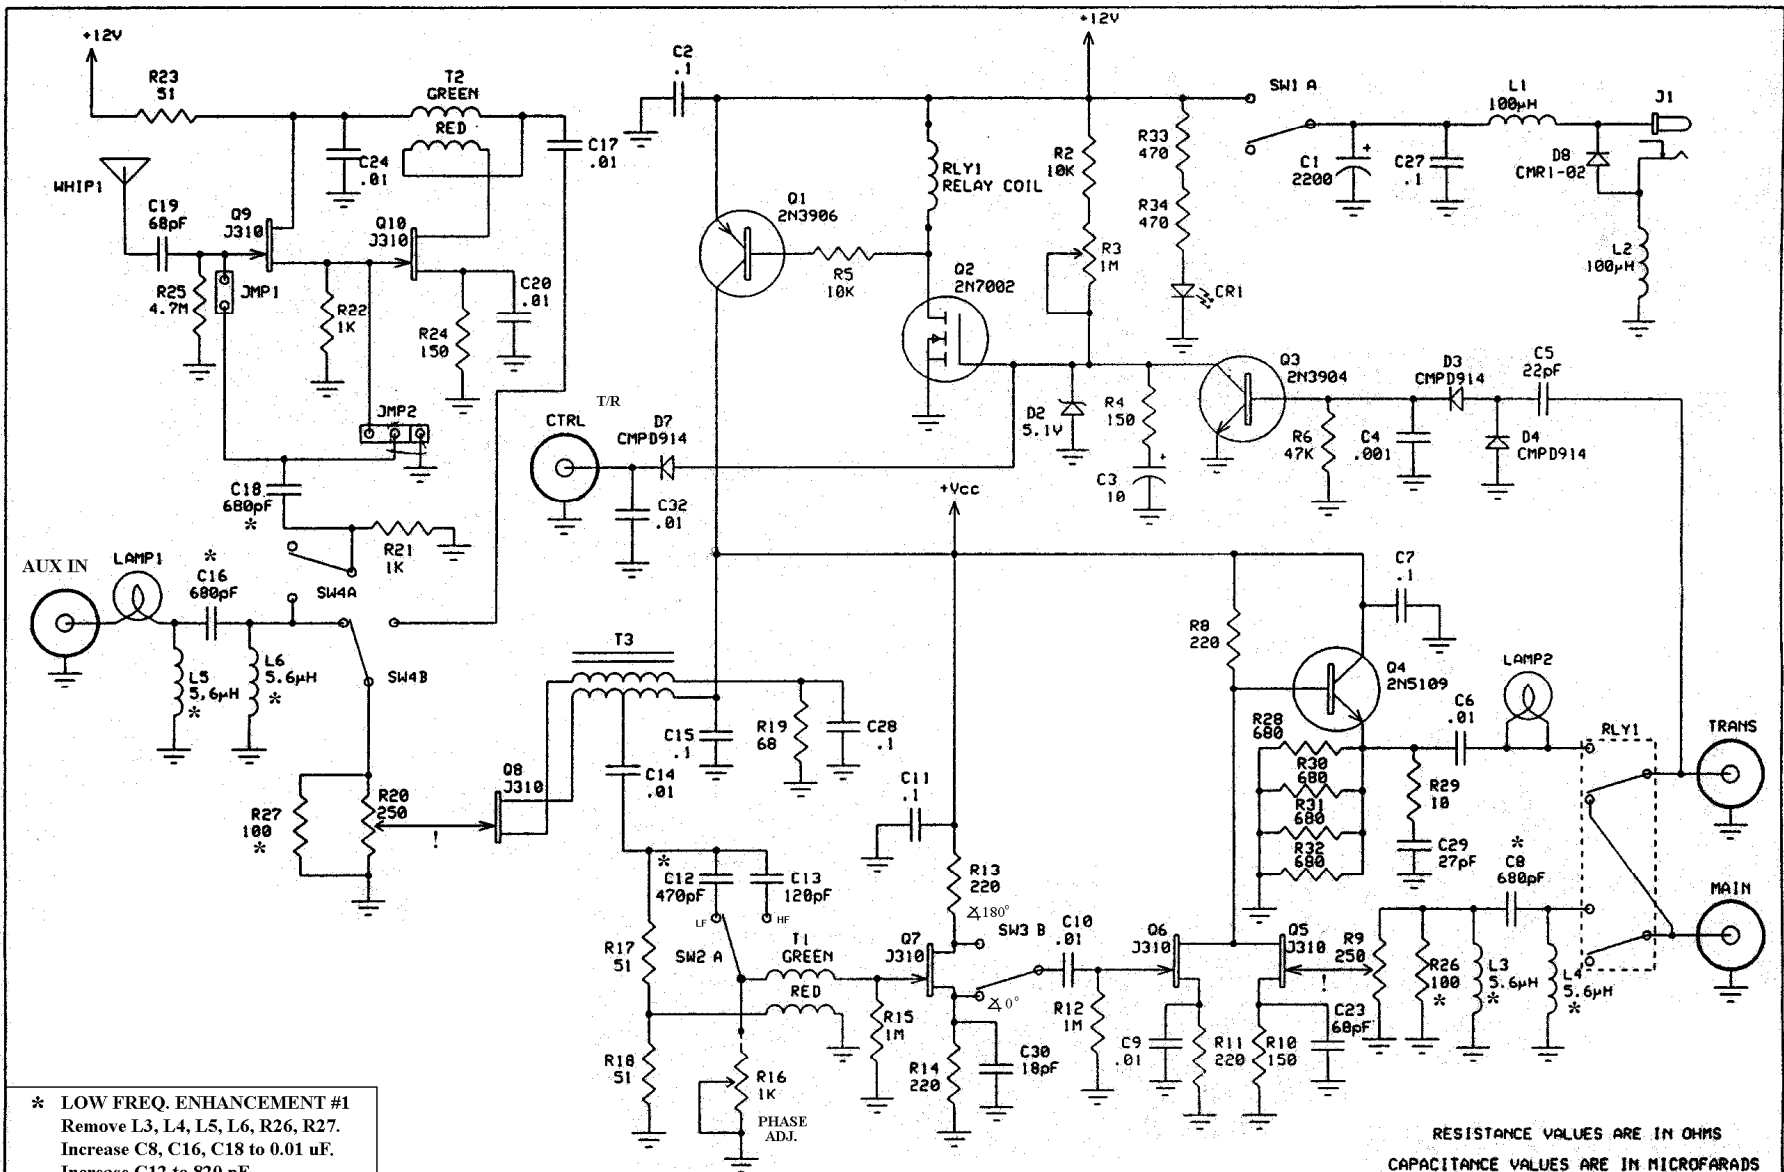 +12V
R23
51
T2
GREEN
RED
C24
.01
C17
.01
WHIP1
C19
68pF
Q9
J310
Q10
J310
R25
4.7M
JMP1
R22
1K
R24
150
C20
.01
JMP2
C18
680pF
*
R21
1K
SW4A
AUX IN
LAMP1
*
C16
680pF
L5
5.6µH
*
L6
5.6µH
*
SW4B
R27
100
*
R20
250
!
Q8
J310
T3
C2
.1
+12V
Q1
2N3906
R5
10K
RLY1
RELAY COIL
Q2
2N7002
R2
10K
R3
1M
R33
470
R34
470
CR1
SW1 A
C1
2200
+
C27
.1
L1
100µH
J1
D8
CMR1-02
L2
100µH
T/R
CTRL
D7
CMPD914
C32
.01
D2
5.1V
R4
150
C3
10
+
Q3
2N3904
R6
47K
C4
.001
D3
CMPD914
D4
CMPD914
C5
22pF
+Vcc
C15
.1
R19
68
C28
.1
C14
.01
*
C12
470pF
C13
120pF
LF
HF
SW2 A
R17
51
R18
51
T1
GREEN
RED
R16
1K
PHASE
ADJ.
R15
1M
Q7
J310
C11
.1
R13
220
∡180°
SW3 B
∡0°
R14
220
C30
18pF
C10
.01
R12
1M
Q6
J310
Q5
J310
C9
.01
R11
220
R10
150
C23
68pF
!
R9
250
R26
100
*
L3
5.6µH
*
L4
5.6µH
*
*
C8
680pF
R8
220
Q4
2N5109
C7
.1
R28
680
R30
680
R31
680
R32
680
R29
10
C29
27pF
C6
.01
LAMP2
RLY1
TRANS
MAIN
* LOW FREQ. ENHANCEMENT #1
Remove L3, L4, L5, L6, R26, R27.
Increase C8, C16, C18 to 0.01 uF.
Increase C12 to 820 pF.
RESISTANCE VALUES ARE IN OHMS
CAPACITANCE VALUES ARE IN MICROFARADS